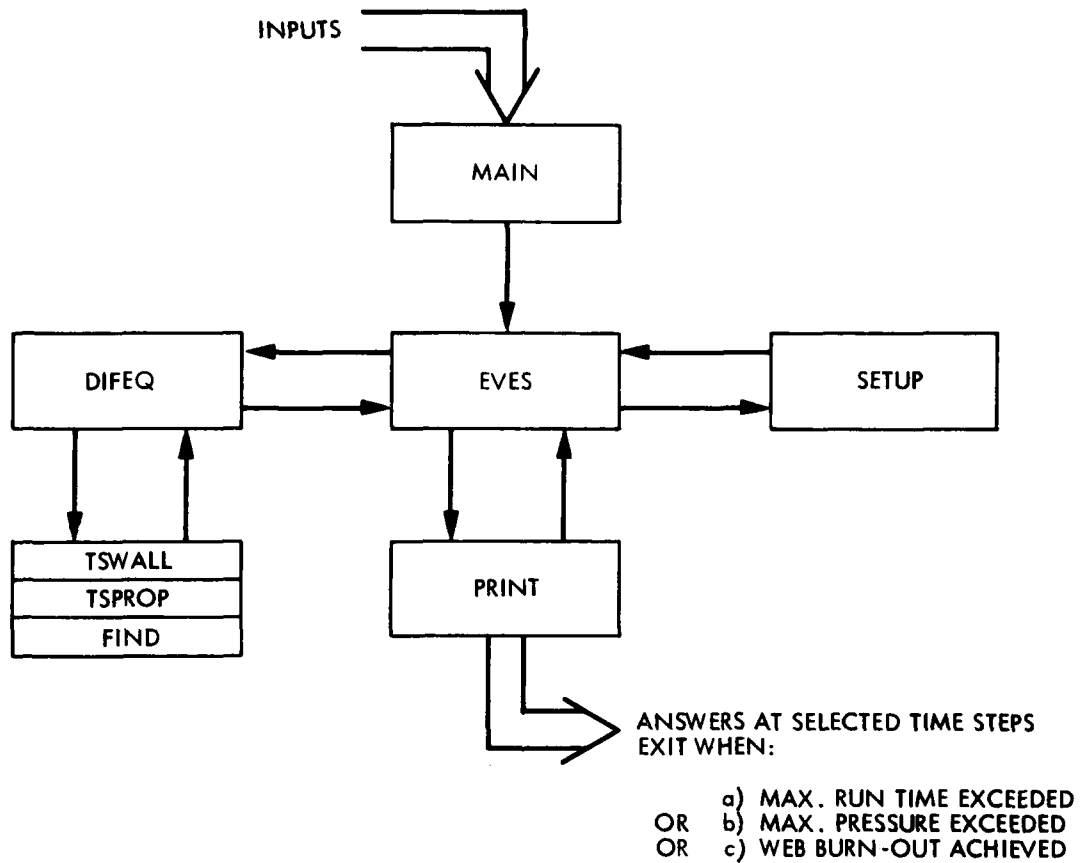 INPUTS
MAIN
DIFEQ
EVES
SETUP
TSWALL
TSPROP
FIND
PRINT
ANSWERS AT SELECTED TIME STEPS
EXIT WHEN:
a) MAX. RUN TIME EXCEEDED
OR b) MAX. PRESSURE EXCEEDED
OR c) WEB BURN-OUT ACHIEVED